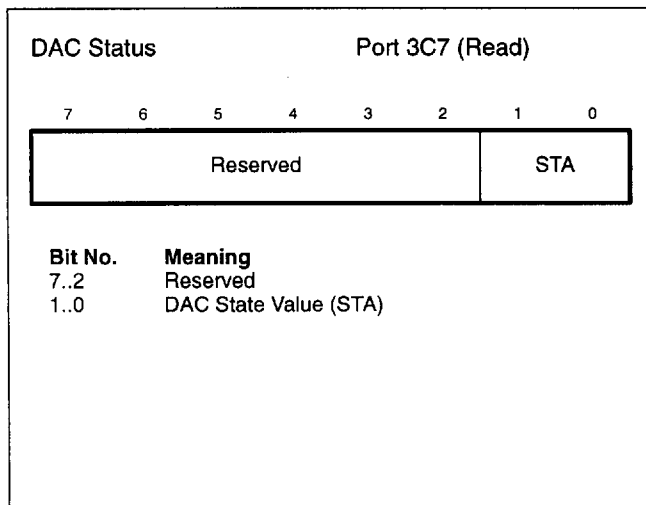 DAC Status Port 3C7 (Read)
7 6 5 4 3 2 1 0
Reserved STA
Bit No. Meaning
7..2 Reserved
1..0 DAC State Value (STA)